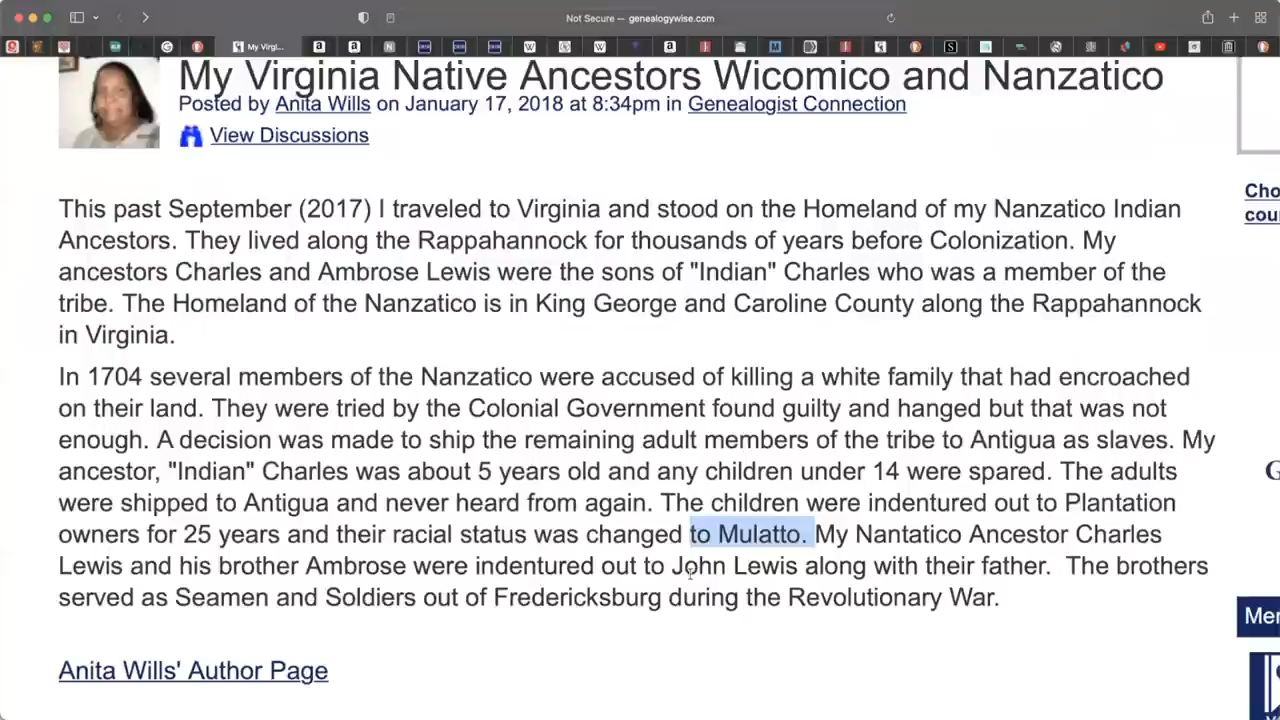 Not Secure — genealogywise.com
My Virgi...
My Virginia Native Ancestors Wicomico and Nanzatico
Posted by Anita Wills on January 17, 2018 at 8:34pm in Genealogist Connection
View Discussions
Cho
cou
This past September (2017) I traveled to Virginia and stood on the Homeland of my Nanzatico Indian
Ancestors. They lived along the Rappahannock for thousands of years before Colonization. My
ancestors Charles and Ambrose Lewis were the sons of "Indian" Charles who was a member of the
tribe. The Homeland of the Nanzatico is in King George and Caroline County along the Rappahannock
in Virginia.
In 1704 several members of the Nanzatico were accused of killing a white family that had encroached
on their land. They were tried by the Colonial Government found guilty and hanged but that was not
enough. A decision was made to ship the remaining adult members of the tribe to Antigua as slaves. My
ancestor, "Indian" Charles was about 5 years old and any children under 14 were spared. The adults
were shipped to Antigua and never heard from again. The children were indentured out to Plantation
owners for 25 years and their racial status was changed to Mulatto. My Nantatico Ancestor Charles
Lewis and his brother Ambrose were indentured out to John Lewis along with their father. The brothers
served as Seamen and Soldiers out of Fredericksburg during the Revolutionary War.
G
Mer
Anita Wills' Author Page